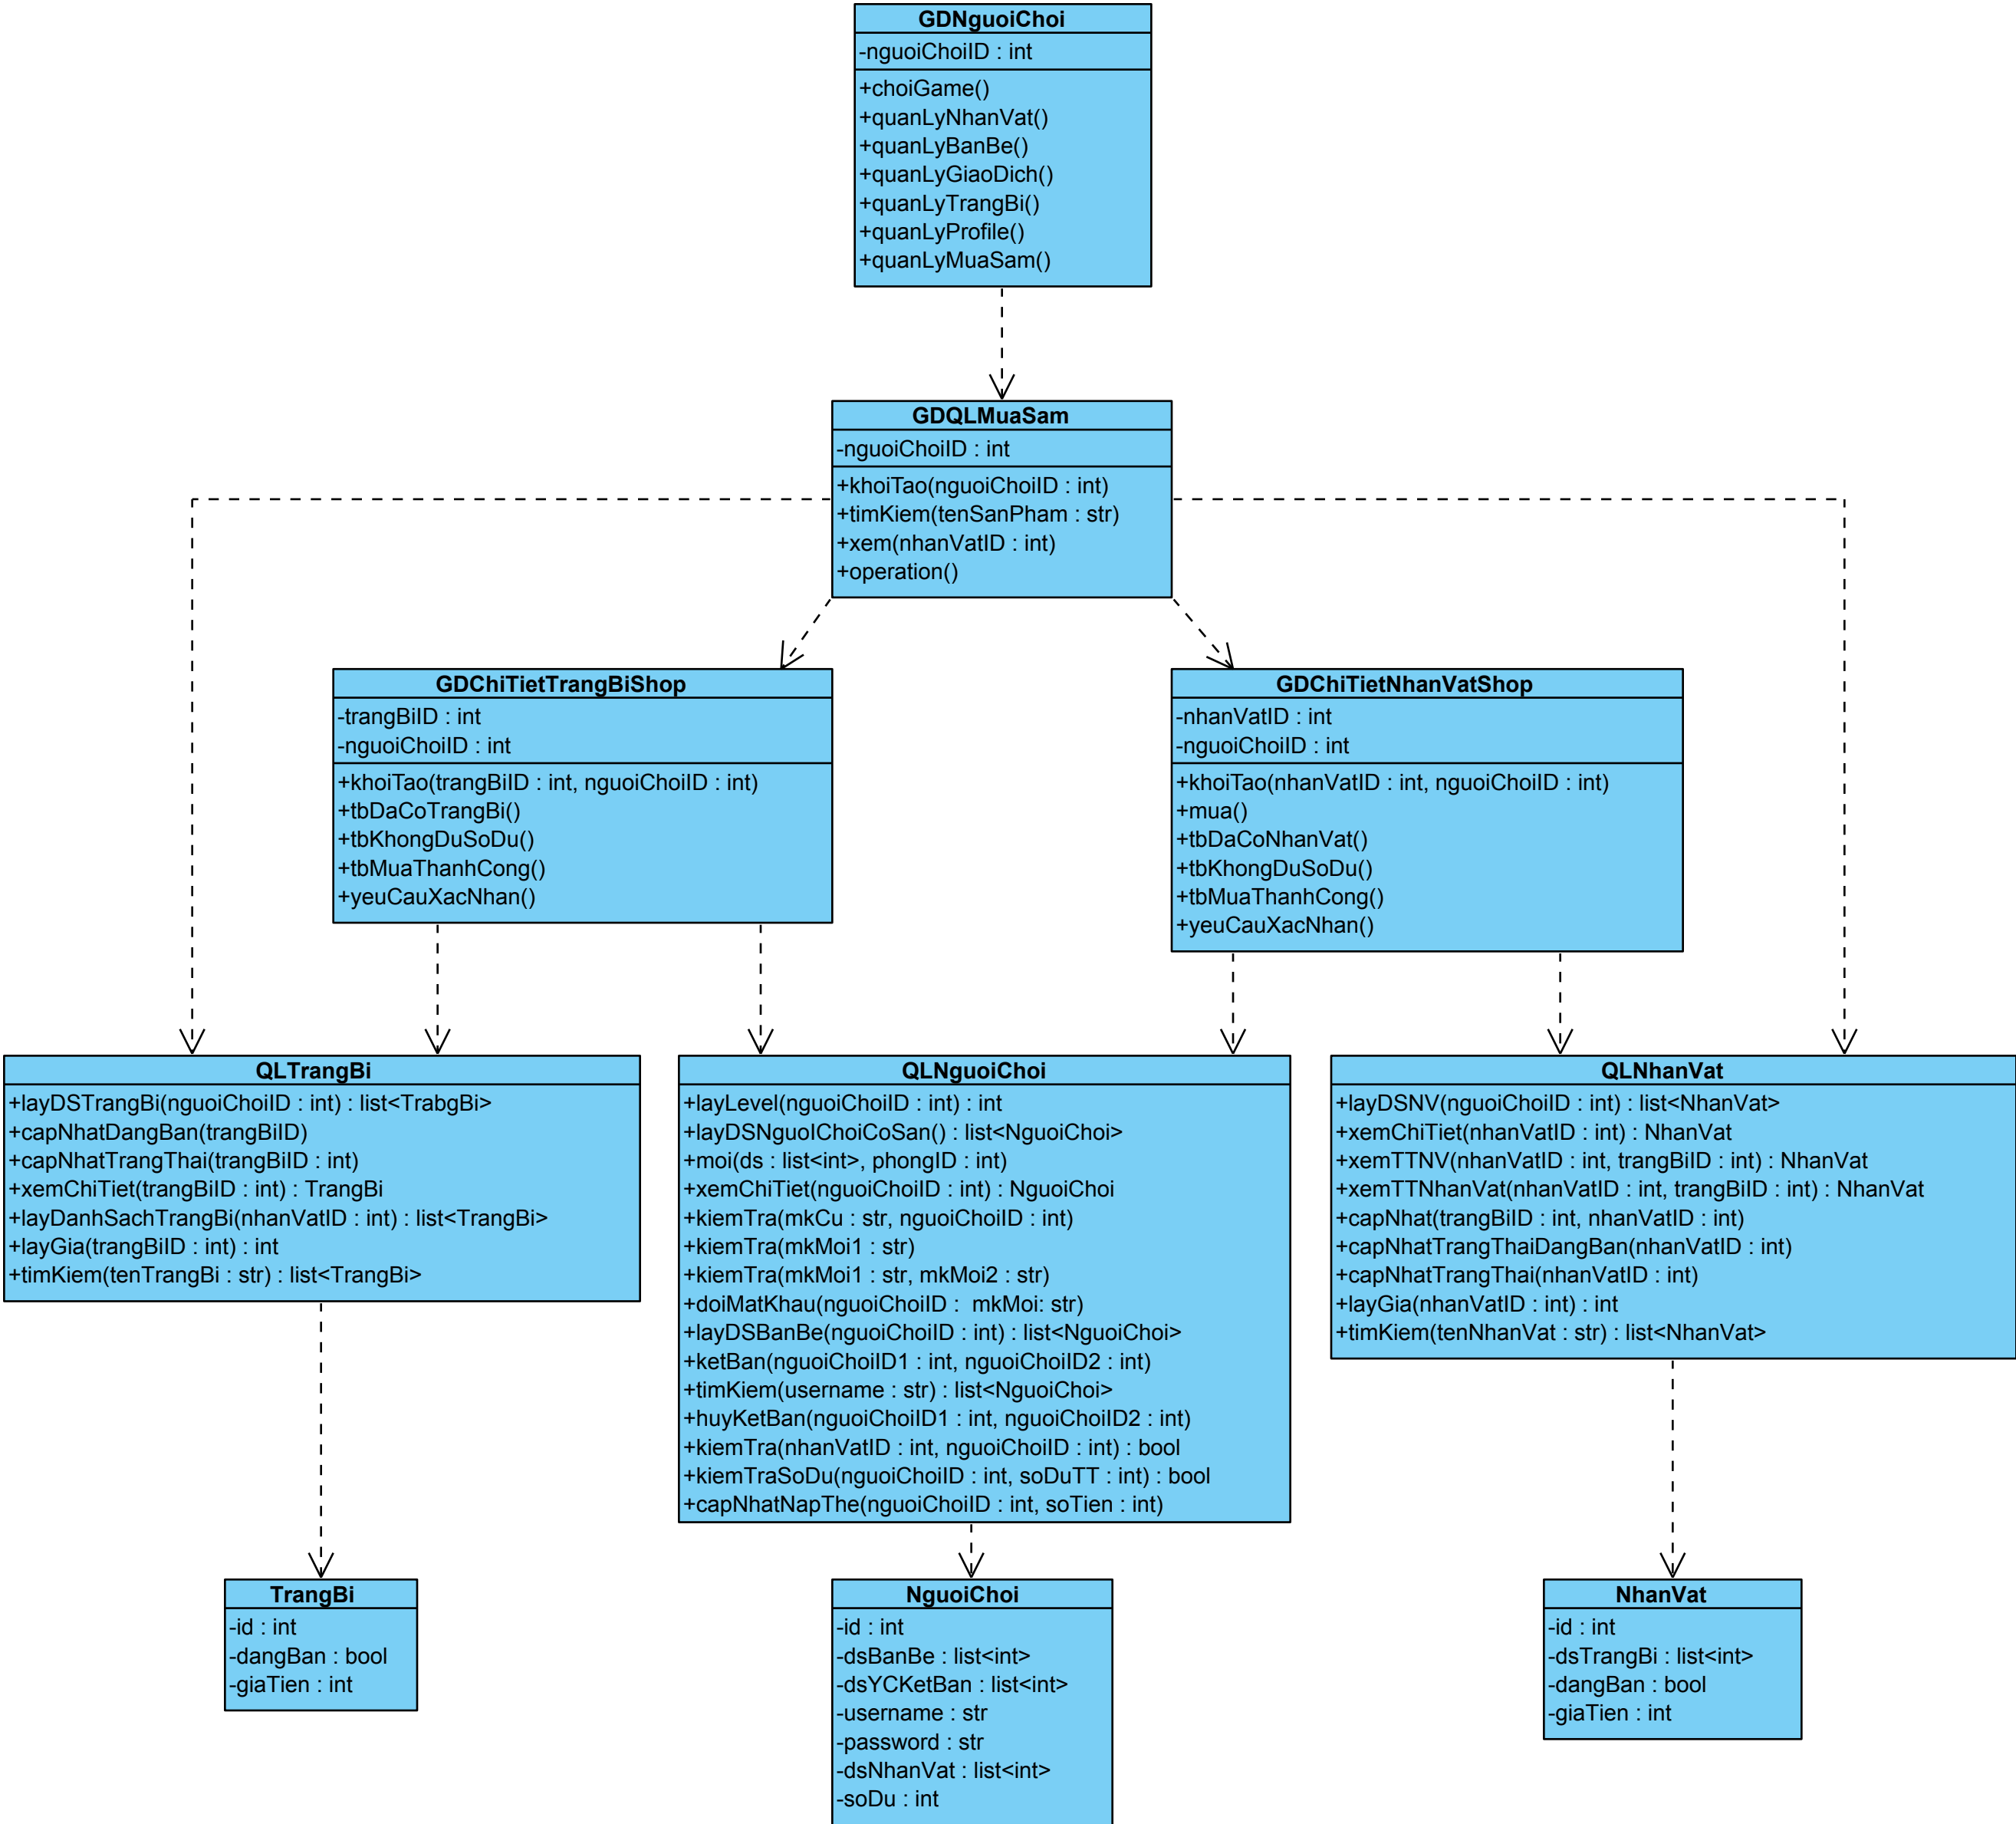 GDNguoiChoi
-nguoiChoiID : int
+choiGame()
+quanLyNhanVat()
+quanLyBanBe()
+quanLyGiaoDich()
+quanLyTrangBi()
+quanLyProfile()
+quanLyMuaSam()
GDQLMuaSam
-nguoiChoiID : int
+khoiTao(nguoiChoiID : int)
+timKiem(tenSanPham : str)
+xem(nhanVatID : int)
+operation()
GDChiTietTrangBiShop
-trangBiID : int
-nguoiChoiID : int
+khoiTao(trangBiID : int, nguoiChoiID : int)
+tbDaCoTrangBi()
+tbKhongDuSoDu()
+tbMuaThanhCong()
+yeuCauXacNhan()
GDChiTietNhanVatShop
-nhanVatID : int
-nguoiChoiID : int
+khoiTao(nhanVatID : int, nguoiChoiID : int)
+mua()
+tbDaCoNhanVat()
+tbKhongDuSoDu()
+tbMuaThanhCong()
+yeuCauXacNhan()
QLTrangBi
+layDSTrangBi(nguoiChoiID : int) : list<TrabgBi>
+capNhatDangBan(trangBiID)
+capNhatTrangThai(trangBiID : int)
+xemChiTiet(trangBiID : int) : TrangBi
+layDanhSachTrangBi(nhanVatID : int) : list<TrangBi>
+layGia(trangBiID : int) : int
+timKiem(tenTrangBi : str) : list<TrangBi>
QLNguoiChoi
+layLevel(nguoiChoiID : int) : int
+layDSNguoIChoiCoSan() : list<NguoiChoi>
+moi(ds : list<int>, phongID : int)
+xemChiTiet(nguoiChoiID : int) : NguoiChoi
+kiemTra(mkCu : str, nguoiChoiID : int)
+kiemTra(mkMoi1 : str)
+kiemTra(mkMoi1 : str, mkMoi2 : str)
+doiMatKhau(nguoiChoiID :  mkMoi: str)
+layDSBanBe(nguoiChoiID : int) : list<NguoiChoi>
+ketBan(nguoiChoiID1 : int, nguoiChoiID2 : int)
+timKiem(username : str) : list<NguoiChoi>
+huyKetBan(nguoiChoiID1 : int, nguoiChoiID2 : int)
+kiemTra(nhanVatID : int, nguoiChoiID : int) : bool
+kiemTraSoDu(nguoiChoiID : int, soDuTT : int) : bool
+capNhatNapThe(nguoiChoiID : int, soTien : int)
QLNhanVat
+layDSNV(nguoiChoiID : int) : list<NhanVat>
+xemChiTiet(nhanVatID : int) : NhanVat
+xemTTNV(nhanVatID : int, trangBiID : int) : NhanVat
+xemTTNhanVat(nhanVatID : int, trangBiID : int) : NhanVat
+capNhat(trangBiID : int, nhanVatID : int)
+capNhatTrangThaiDangBan(nhanVatID : int)
+capNhatTrangThai(nhanVatID : int)
+layGia(nhanVatID : int) : int
+timKiem(tenNhanVat : str) : list<NhanVat>
TrangBi
-id : int
-dangBan : bool
-giaTien : int
NguoiChoi
-id : int
-dsBanBe : list<int>
-dsYCKetBan : list<int>
-username : str
-password : str
-dsNhanVat : list<int>
-soDu : int
NhanVat
-id : int
-dsTrangBi : list<int>
-dangBan : bool
-giaTien : int